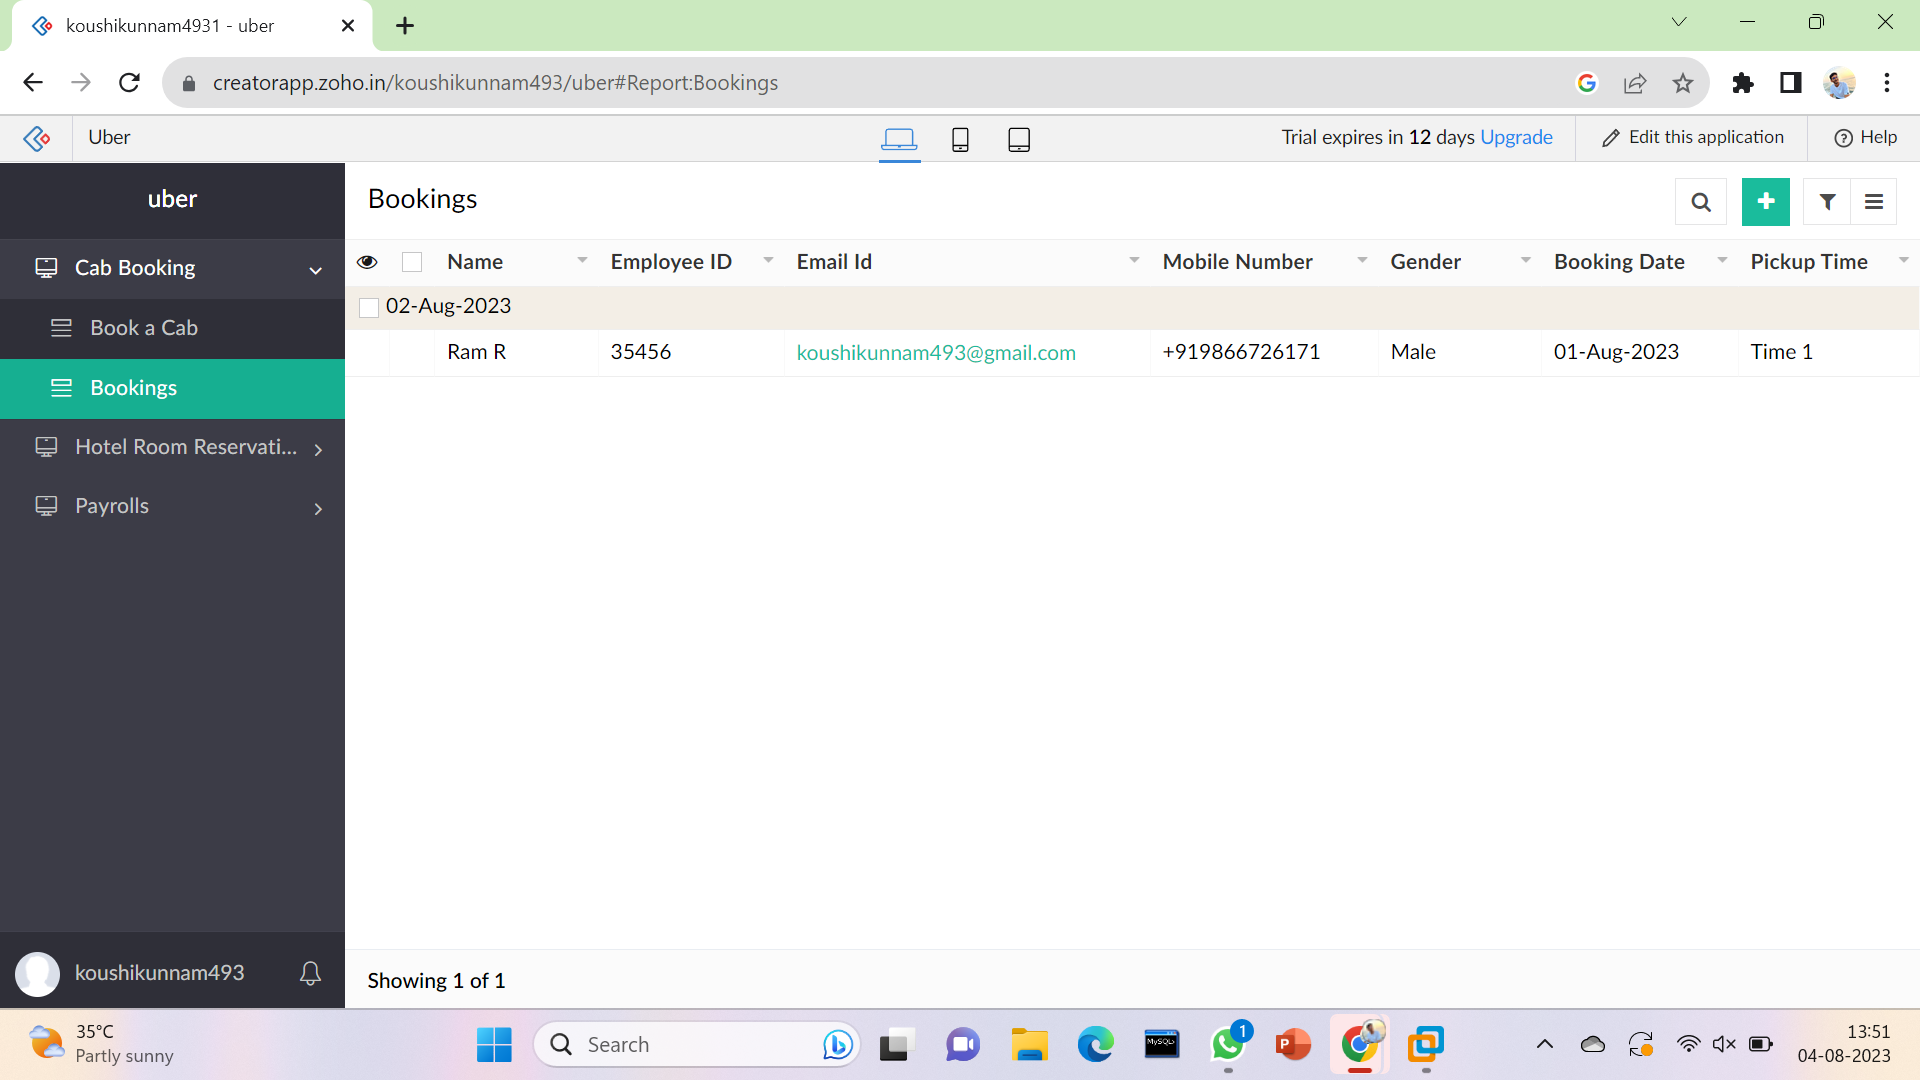 koushikunnam4931 - uber
creatorapp.zoho.in/koushikunnam493/uber#Report:Bookings
Uber
Trial expires in 12 days Upgrade
Edit this application
Help
uber
Cab Booking
Book a Cab
Bookings
Hotel Room Reservati...
Payrolls
koushikunnam493
Bookings
Name Employee ID Email Id Mobile Number Gender Booking Date Pickup Time
02-Aug-2023
Ram R 35456 koushikunnam493@gmail.com +919866726171 Male 01-Aug-2023 Time 1
Showing 1 of 1
35°C
Partly sunny
Search
MySQL
1
P
13:51
04-08-2023